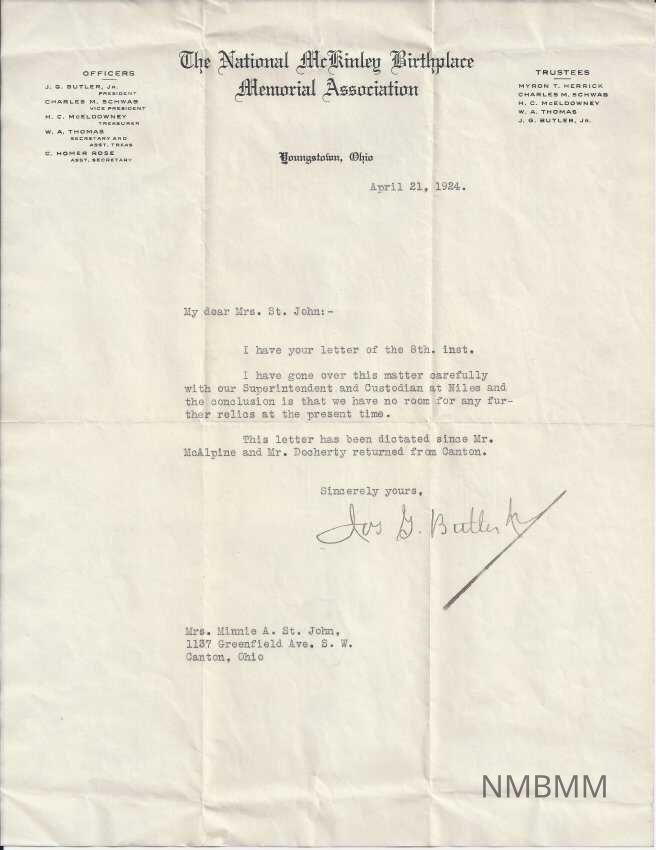 The National McKinley Birthplace
Memorial Association
OFFICERS
J. G. BUTLER, JR.
PRESIDENT
CHARLES M. SCHWAB
VICE PRESIDENT
H. C. McELDOWNEY
TREASURER
W. A. THOMAS
SECRETARY AND
ASST. TREAS
C. HOMER ROSE
ASST. SECRETARY
TRUSTEES
MYRON T. HERRICK
CHARLES M. SCHWAB
H. C. McELDOWNEY
W. A. THOMAS
J. G. BUTLER, JR.
Youngstown, Ohio
April 21, 1924.
My dear Mrs. St. John:-
I have your letter of the 8th. inst.
I have gone over this matter carefully
with our Superintendent and Custodian at Niles and
the conclusion is that we have no room for any fur-
ther relics at the present time.
This letter has been dictated since Mr.
McAlpine and Mr. Docherty returned from Canton.
Sincerely yours,
Jos G. Butler Jr
Mrs. Minnie A. St. John,
1137 Greenfield Ave. S. W.
Canton, Ohio
NMBMM